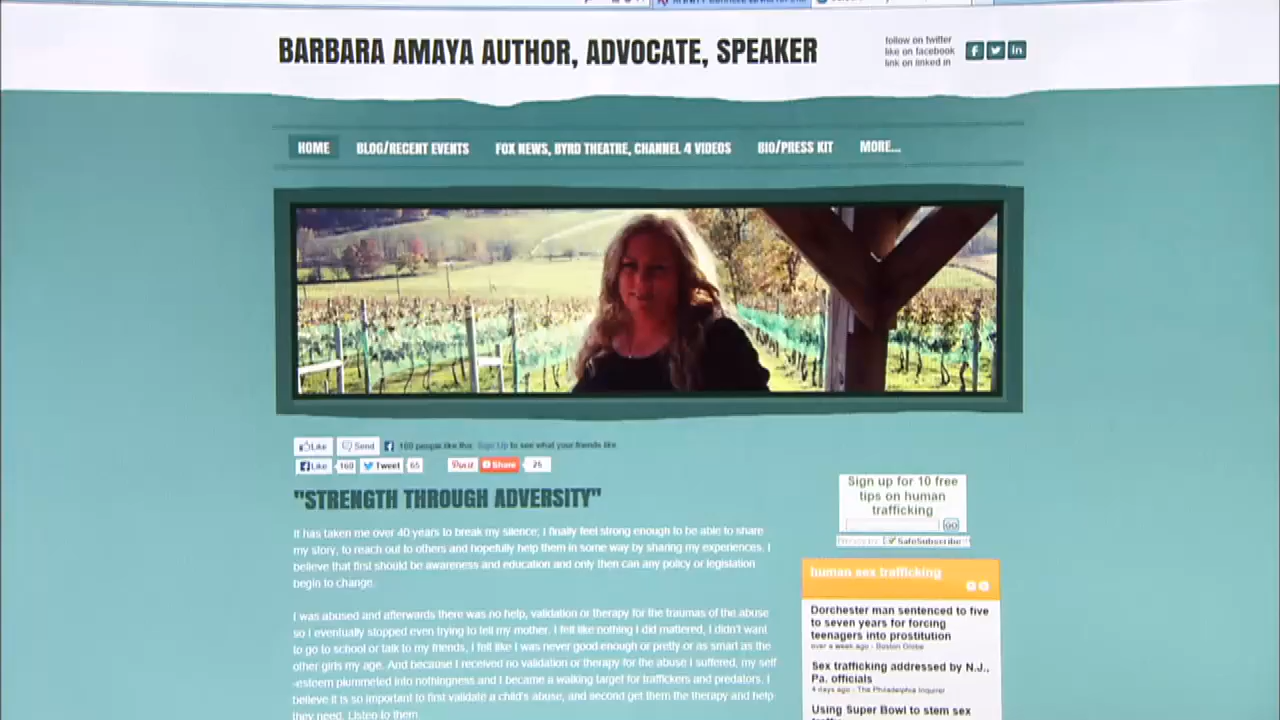 BARBARA AMAYA AUTHOR, ADVOCATE, SPEAKER
follow on twitter
like on facebook
link on linked in
HOME BLOG/RECENT EVENTS FOX NEWS, BYRD THEATRE, CHANNEL 4 VIDEOS BIO/PRESS KIT MORE...
Like Send 160 people like this. Sign Up to see what your friends like.
Like 160 Tweet 65 Pin it Share 25
"STRENGTH THROUGH ADVERSITY"
It has taken me over 40 years to break my silence; I finally feel strong enough to be able to share
my story, to reach out to others and hopefully help them in some way by sharing my experiences. I
believe that first should be awareness and education and only then can any policy or legislation
begin to change.
I was abused and afterwards there was no help, validation or therapy for the traumas of the abuse
so I eventually stopped even trying to tell my mother. I felt like nothing I did mattered, I didn't want
to go to school or talk to my friends, I felt like I was never good enough or pretty or as smart as the
other girls my age. And because I received no validation or therapy for the abuse I suffered, my self
-esteem plummeted into nothingness and I became a walking target for traffickers and predators. I
believe it is so important to first validate a child's abuse, and second get them the therapy and help
they need. Listen to them.
Sign up for 10 free
tips on human
trafficking
GO
SafeSubscribe
human sex trafficking
Dorchester man sentenced to five
to seven years for forcing
teenagers into prostitution
over a week ago - Boston Globe
Sex trafficking addressed by N.J.,
Pa. officials
4 days ago - The Philadelphia Inquirer
Using Super Bowl to stem sex